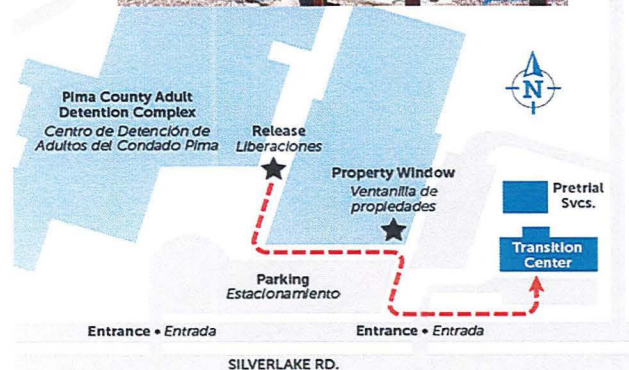 Pima County Adult
Detention Complex
Centro de Detención de
Adultos del Condado Pima
Release
Liberaciones
N
Property Window
Ventanilla de
propiedades
Pretrial
Svcs.
Transition
Center
Parking
Estacionamiento
Entrance • Entrada
Entrance • Entrada
SILVERLAKE RD.